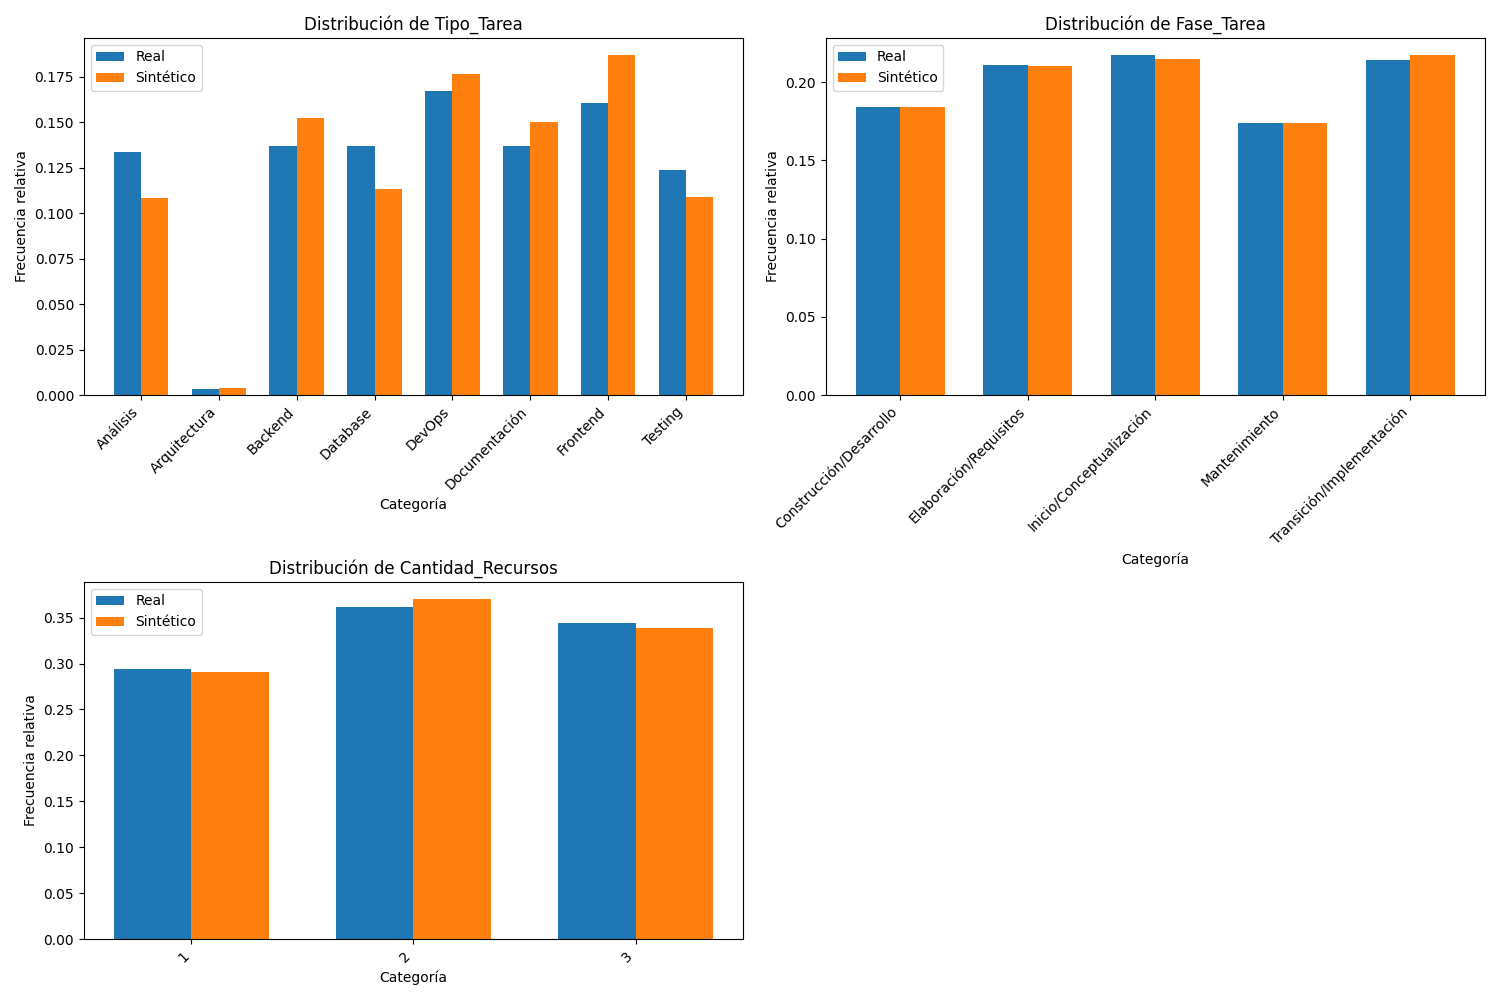 Distribución de Tipo_Tarea
Real
Sintético
Frecuencia relativa
0.175
0.150
0.125
0.100
0.075
0.050
0.025
0.000
Análisis
Arquitectura
Backend
Database
DevOps
Documentación
Frontend
Testing
Categoría
Distribución de Fase_Tarea
Real
Sintético
Frecuencia relativa
0.20
0.15
0.10
0.05
0.00
Construcción/Desarrollo
Elaboración/Requisitos
Inicio/Conceptualización
Mantenimiento
Transición/Implementación
Categoría
Distribución de Cantidad_Recursos
Real
Sintético
Frecuencia relativa
0.35
0.30
0.25
0.20
0.15
0.10
0.05
0.00
1
2
3
Categoría